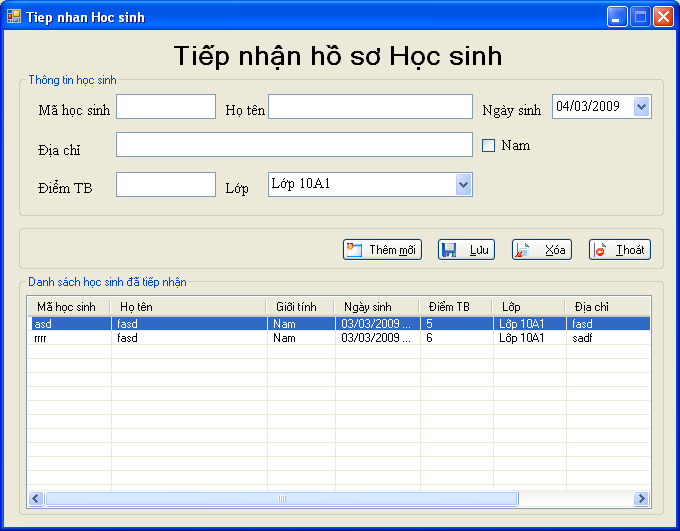 Tiep nhan Hoc sinh
Tiếp nhận hồ sơ Học sinh
Thông tin học sinh
Mã học sinh Họ tên Ngày sinh 04/03/2009
Địa chỉ Nam
Điểm TB Lớp Lớp 10A1
Thêm mới Lưu Xóa Thoát
Danh sách học sinh đã tiếp nhận
Mã học sinh Họ tên Giới tính Ngày sinh Điểm TB Lớp Địa chỉ
asd fasd Nam 03/03/2009 ... 5 Lớp 10A1 fasd
rrrr fasd Nam 03/03/2009 ... 6 Lớp 10A1 sadf